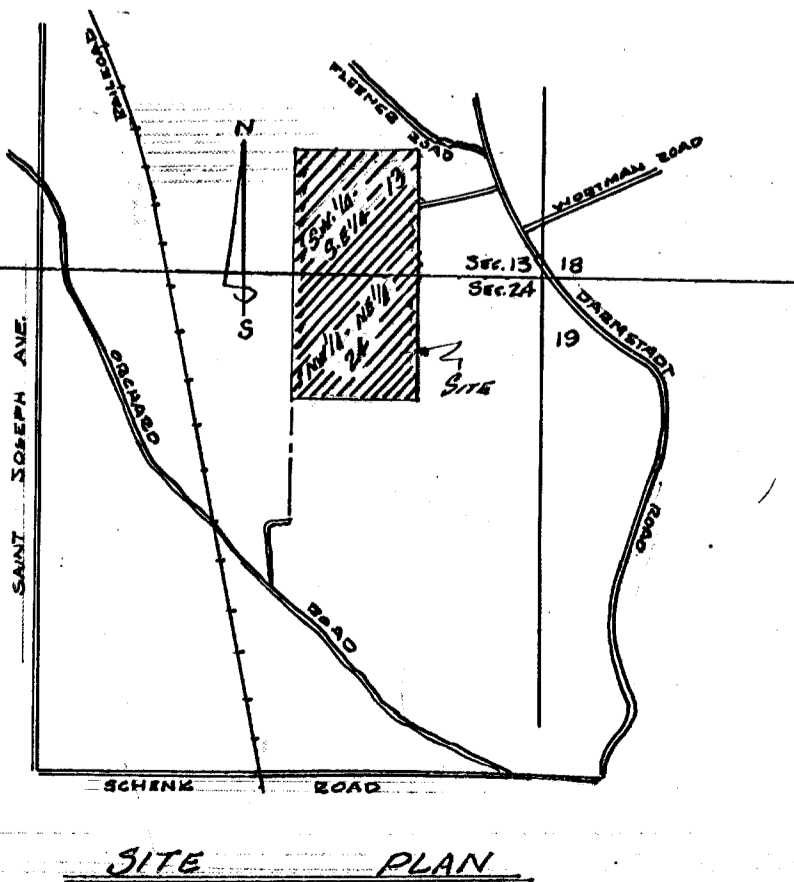 RAILROAD
N
FLEENER ROAD
WORTMAN ROAD
S.W. 1/4 -
S.E 1/4 - 13
SEC. 13 18
SEC. 24
19
DARMSTADT
ROAD
S
NW 1/4 - NE 1/4
24
SITE
SAINT JOSEPH AVE.
ORCHARD
ROAD
SCHENK ROAD
SITE PLAN